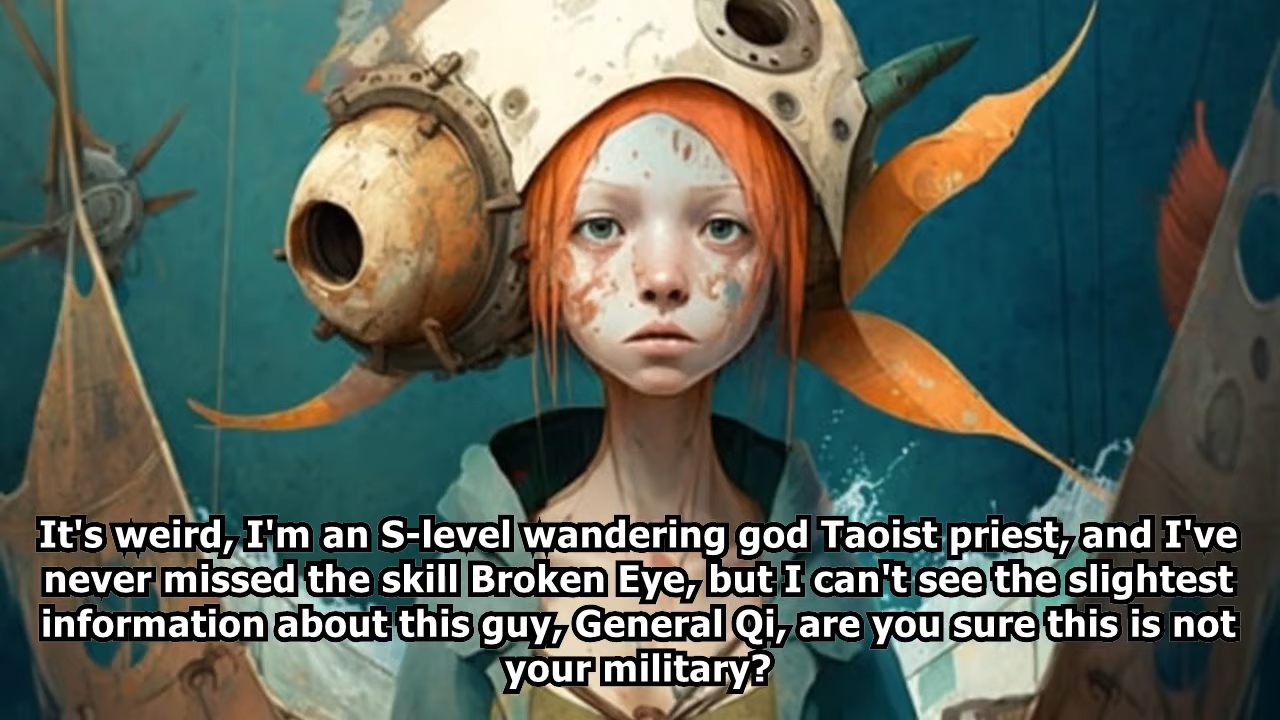 It's weird, I'm an S-level wandering god Taoist priest, and I've
never missed the skill Broken Eye, but I can't see the slightest
information about this guy, General Qi, are you sure this is not
your military?